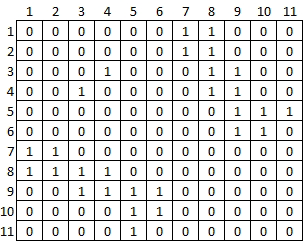 1 2 3 4 5 6 7 8 9 10 11
1 0 0 0 0 0 0 1 1 0 0 0
2 0 0 0 0 0 0 1 1 0 0 0
3 0 0 0 1 0 0 0 1 1 0 0
4 0 0 1 0 0 0 0 1 1 0 0
5 0 0 0 0 0 0 0 0 1 1 1
6 0 0 0 0 0 0 0 0 1 1 0
7 1 1 0 0 0 0 0 0 0 0 0
8 1 1 1 1 0 0 0 0 0 0 0
9 0 0 1 1 1 1 0 0 0 0 0
10 0 0 0 0 1 1 0 0 0 0 0
11 0 0 0 0 1 0 0 0 0 0 0